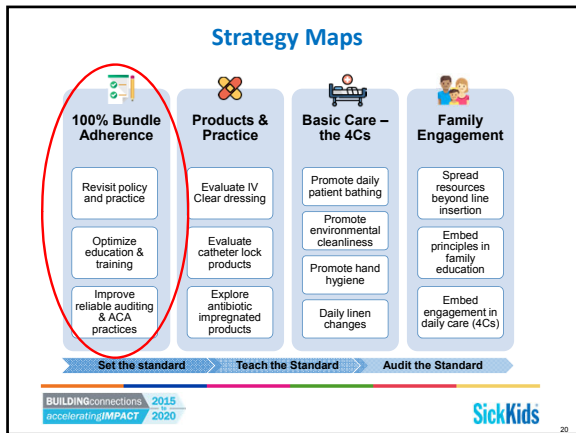 Strategy Maps
100% Bundle
Adherence
Revisit policy
and practice
Optimize
education &
training
Improve
reliable auditing
& ACA
practices
Products &
Practice
Evaluate IV
Clear dressing
Evaluate
catheter lock
products
Explore
antibiotic
impregnated
products
Basic Care –
the 4Cs
Promote daily
patient bathing
Promote
environmental
cleanliness
Promote hand
hygiene
Daily linen
changes
Family
Engagement
Spread
resources
beyond line
insertion
Embed
principles in
family
education
Embed
engagement in
daily care (4Cs)
Set the standard
Teach the Standard
Audit the Standard
BUILDINGconnections
acceleratingIMPACT
2015
to
2020
SickKids
20